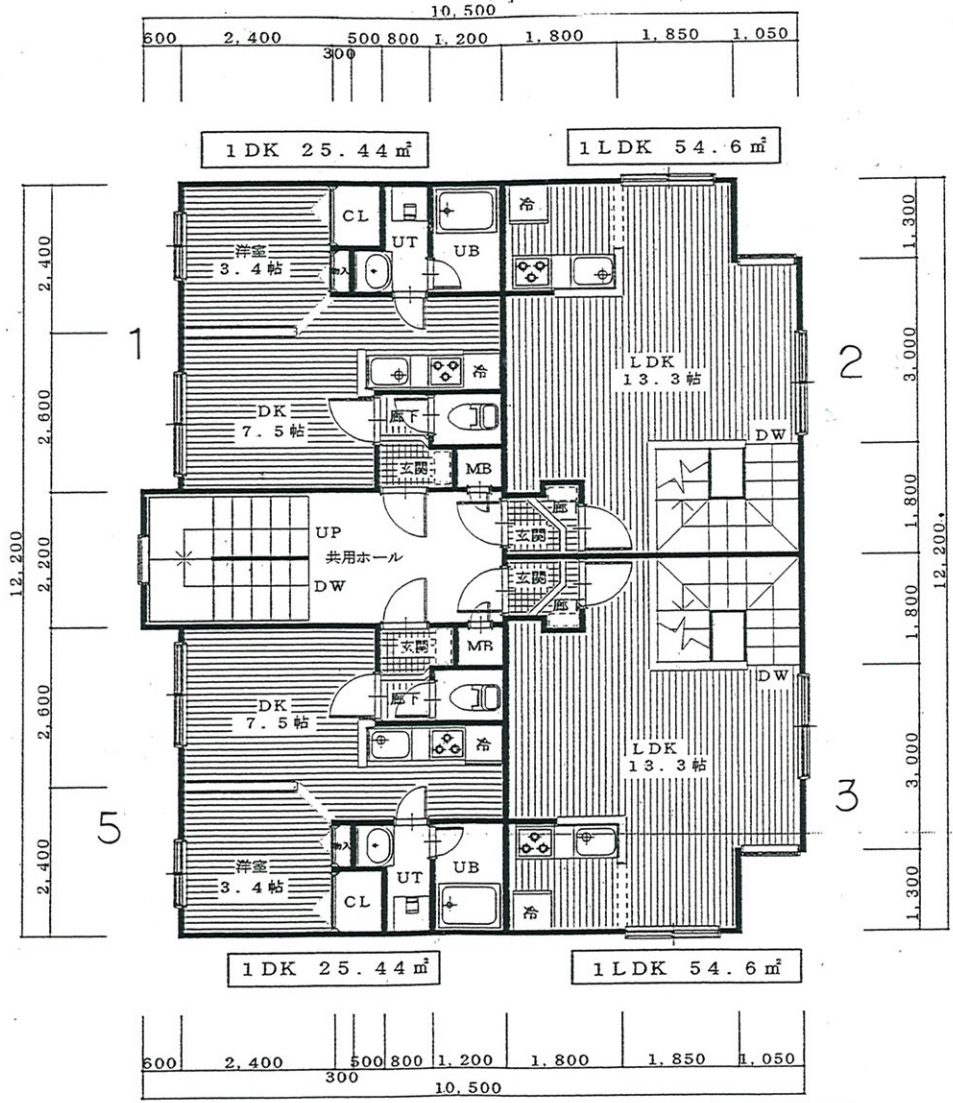 10,500
600 2,400 500 800 1,200 1,800 1,850 1,050
300
1DK 25.44㎡
1LDK 54.6㎡
2,400
2,600
2,200
2,600
2,400
12,200
1
洋室
3.4帖
CL
物入
UT
UB
DK
7.5帖
冷
廊下
玄関
MB
冷
LDK
13.3帖
DW
廊
玄関
2
UP
共用ホール
DW
玄関
廊
玄関
MB
廊下
DK
7.5帖
冷
5
洋室
3.4帖
物入
CL
UT
UB
DW
LDK
13.3帖
冷
3
1,300
3,000
1,800
1,800
3,000
1,300
12,200
1DK 25.44㎡
1LDK 54.6㎡
600 2,400 500 800 1,200 1,800 1,850 1,050
300
10,500